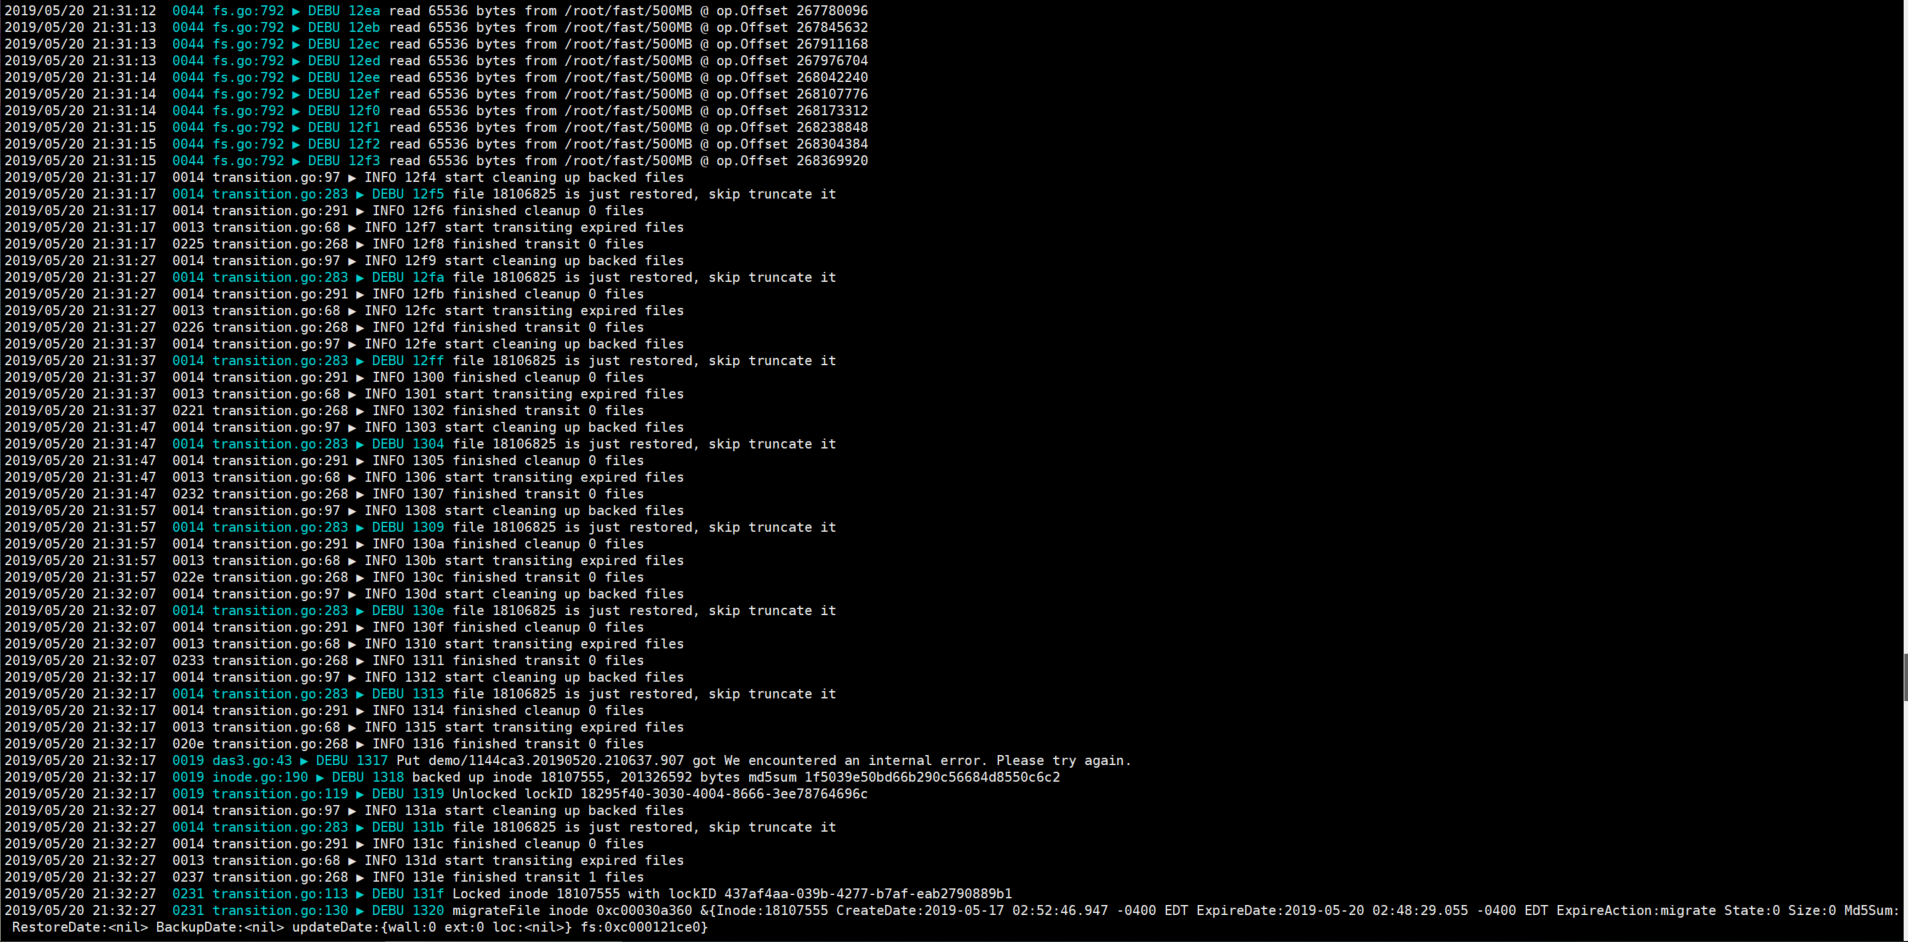 2019/05/20 21:31:12  0044 fs.go:792 ▶ DEBU 12ea read 65536 bytes from /root/fast/500MB @ op.Offset 267780096
2019/05/20 21:31:13  0044 fs.go:792 ▶ DEBU 12eb read 65536 bytes from /root/fast/500MB @ op.Offset 267845632
2019/05/20 21:31:13  0044 fs.go:792 ▶ DEBU 12ec read 65536 bytes from /root/fast/500MB @ op.Offset 267911168
2019/05/20 21:31:13  0044 fs.go:792 ▶ DEBU 12ed read 65536 bytes from /root/fast/500MB @ op.Offset 267976704
2019/05/20 21:31:14  0044 fs.go:792 ▶ DEBU 12ee read 65536 bytes from /root/fast/500MB @ op.Offset 268042240
2019/05/20 21:31:14  0044 fs.go:792 ▶ DEBU 12ef read 65536 bytes from /root/fast/500MB @ op.Offset 268107776
2019/05/20 21:31:14  0044 fs.go:792 ▶ DEBU 12f0 read 65536 bytes from /root/fast/500MB @ op.Offset 268173312
2019/05/20 21:31:15  0044 fs.go:792 ▶ DEBU 12f1 read 65536 bytes from /root/fast/500MB @ op.Offset 268238848
2019/05/20 21:31:15  0044 fs.go:792 ▶ DEBU 12f2 read 65536 bytes from /root/fast/500MB @ op.Offset 268304384
2019/05/20 21:31:15  0044 fs.go:792 ▶ DEBU 12f3 read 65536 bytes from /root/fast/500MB @ op.Offset 268369920
2019/05/20 21:31:17  0014 transition.go:97 ▶ INFO 12f4 start cleaning up backed files
2019/05/20 21:31:17  0014 transition.go:283 ▶ DEBU 12f5 file 18106825 is just restored, skip truncate it
2019/05/20 21:31:17  0014 transition.go:291 ▶ INFO 12f6 finished cleanup 0 files
2019/05/20 21:31:17  0013 transition.go:68 ▶ INFO 12f7 start transiting expired files
2019/05/20 21:31:17  0225 transition.go:268 ▶ INFO 12f8 finished transit 0 files
2019/05/20 21:31:27  0014 transition.go:97 ▶ INFO 12f9 start cleaning up backed files
2019/05/20 21:31:27  0014 transition.go:283 ▶ DEBU 12fa file 18106825 is just restored, skip truncate it
2019/05/20 21:31:27  0014 transition.go:291 ▶ INFO 12fb finished cleanup 0 files
2019/05/20 21:31:27  0013 transition.go:68 ▶ INFO 12fc start transiting expired files
2019/05/20 21:31:27  0226 transition.go:268 ▶ INFO 12fd finished transit 0 files
2019/05/20 21:31:37  0014 transition.go:97 ▶ INFO 12fe start cleaning up backed files
2019/05/20 21:31:37  0014 transition.go:283 ▶ DEBU 12ff file 18106825 is just restored, skip truncate it
2019/05/20 21:31:37  0014 transition.go:291 ▶ INFO 1300 finished cleanup 0 files
2019/05/20 21:31:37  0013 transition.go:68 ▶ INFO 1301 start transiting expired files
2019/05/20 21:31:37  0221 transition.go:268 ▶ INFO 1302 finished transit 0 files
2019/05/20 21:31:47  0014 transition.go:97 ▶ INFO 1303 start cleaning up backed files
2019/05/20 21:31:47  0014 transition.go:283 ▶ DEBU 1304 file 18106825 is just restored, skip truncate it
2019/05/20 21:31:47  0014 transition.go:291 ▶ INFO 1305 finished cleanup 0 files
2019/05/20 21:31:47  0013 transition.go:68 ▶ INFO 1306 start transiting expired files
2019/05/20 21:31:47  0232 transition.go:268 ▶ INFO 1307 finished transit 0 files
2019/05/20 21:31:57  0014 transition.go:97 ▶ INFO 1308 start cleaning up backed files
2019/05/20 21:31:57  0014 transition.go:283 ▶ DEBU 1309 file 18106825 is just restored, skip truncate it
2019/05/20 21:31:57  0014 transition.go:291 ▶ INFO 130a finished cleanup 0 files
2019/05/20 21:31:57  0013 transition.go:68 ▶ INFO 130b start transiting expired files
2019/05/20 21:31:57  022e transition.go:268 ▶ INFO 130c finished transit 0 files
2019/05/20 21:32:07  0014 transition.go:97 ▶ INFO 130d start cleaning up backed files
2019/05/20 21:32:07  0014 transition.go:283 ▶ DEBU 130e file 18106825 is just restored, skip truncate it
2019/05/20 21:32:07  0014 transition.go:291 ▶ INFO 130f finished cleanup 0 files
2019/05/20 21:32:07  0013 transition.go:68 ▶ INFO 1310 start transiting expired files
2019/05/20 21:32:07  0233 transition.go:268 ▶ INFO 1311 finished transit 0 files
2019/05/20 21:32:17  0014 transition.go:97 ▶ INFO 1312 start cleaning up backed files
2019/05/20 21:32:17  0014 transition.go:283 ▶ DEBU 1313 file 18106825 is just restored, skip truncate it
2019/05/20 21:32:17  0014 transition.go:291 ▶ INFO 1314 finished cleanup 0 files
2019/05/20 21:32:17  0013 transition.go:68 ▶ INFO 1315 start transiting expired files
2019/05/20 21:32:17  020e transition.go:268 ▶ INFO 1316 finished transit 0 files
2019/05/20 21:32:17  0019 das3.go:43 ▶ DEBU 1317 Put demo/1144ca3.20190520.210637.907 got We encountered an internal error. Please try again.
2019/05/20 21:32:17  0019 inode.go:190 ▶ DEBU 1318 backed up inode 18107555, 201326592 bytes md5sum 1f5039e50bd66b290c56684d8550c6c2
2019/05/20 21:32:17  0019 transition.go:119 ▶ DEBU 1319 Unlocked lockID 18295f40-3030-4004-8666-3ee78764696c
2019/05/20 21:32:27  0014 transition.go:97 ▶ INFO 131a start cleaning up backed files
2019/05/20 21:32:27  0014 transition.go:283 ▶ DEBU 131b file 18106825 is just restored, skip truncate it
2019/05/20 21:32:27  0014 transition.go:291 ▶ INFO 131c finished cleanup 0 files
2019/05/20 21:32:27  0013 transition.go:68 ▶ INFO 131d start transiting expired files
2019/05/20 21:32:27  0237 transition.go:268 ▶ INFO 131e finished transit 1 files
2019/05/20 21:32:27  0231 transition.go:113 ▶ DEBU 131f Locked inode 18107555 with lockID 437af4aa-039b-4277-b7af-eab2790889b1
2019/05/20 21:32:27  0231 transition.go:130 ▶ DEBU 1320 migrateFile inode 0xc00030a360 &{Inode:18107555 CreateDate:2019-05-17 02:52:46.947 -0400 EDT ExpireDate:2019-05-20 02:48:29.055 -0400 EDT ExpireAction:migrate State:0 Size:0 Md5Sum:
RestoreDate:<nil> BackupDate:<nil> updateDate:{wall:0 ext:0 loc:<nil>} fs:0xc000121ce0}